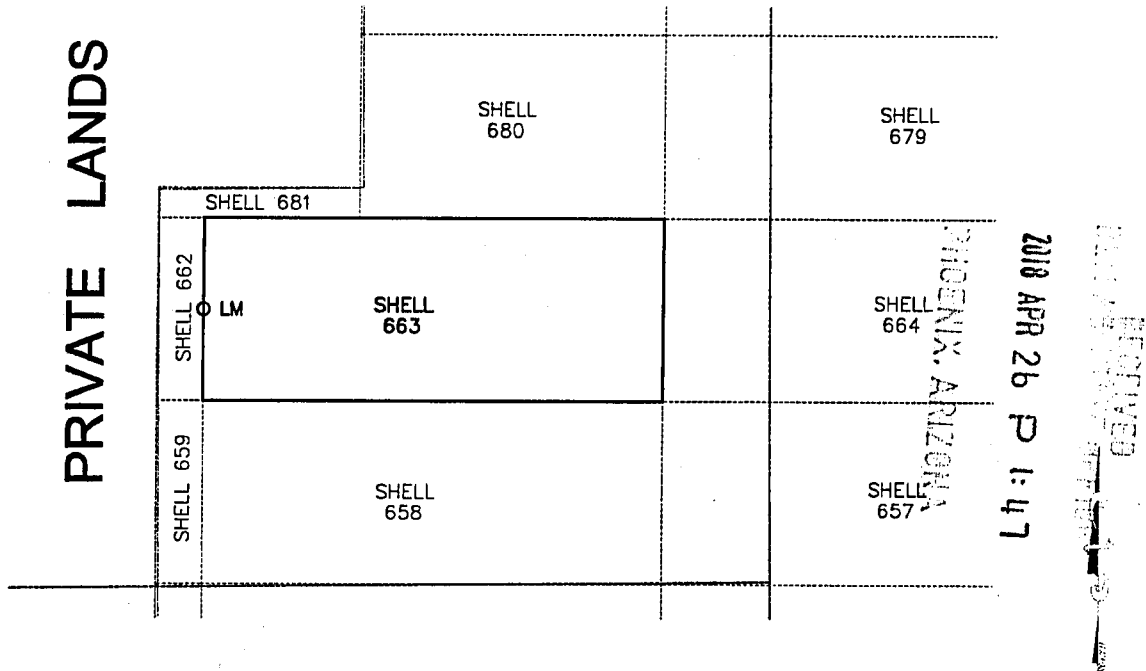 PRIVATE LANDS
SHELL
680
SHELL
679
SHELL 681
SHELL 662
LM
SHELL
663
SHELL
664
SHELL 659
SHELL
658
SHELL
657
RECEIVED
2018 APR 26 P 1:47
PHOENIX, ARIZONA